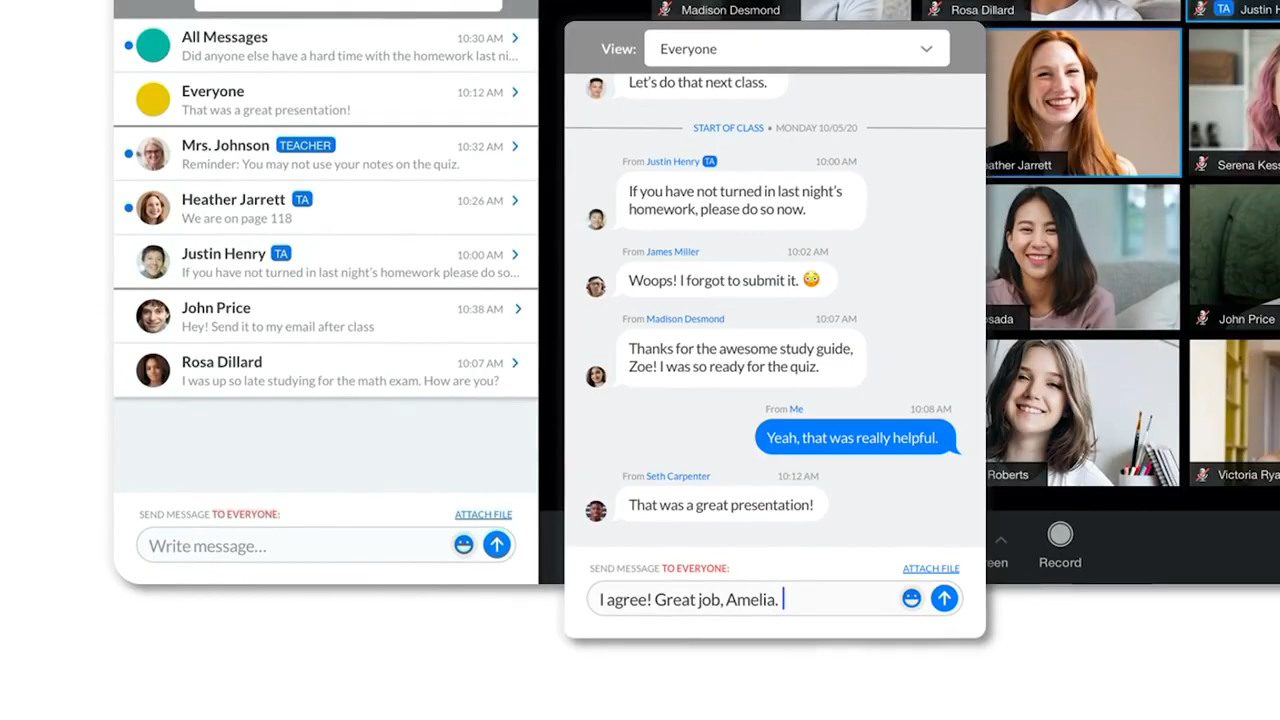 All Messages
10:30 AM
Did anyone else have a hard time with the homework last ni...
Everyone
10:12 AM
That was a great presentation!
Mrs. Johnson TEACHER
10:32 AM
Reminder: You may not use your notes on the quiz.
Heather Jarrett TA
10:26 AM
We are on page 118
Justin Henry TA
10:00 AM
If you have not turned in last night's homework please do so...
John Price
10:38 AM
Hey! Send it to my email after class
Rosa Dillard
10:07 AM
I was up so late studying for the math exam. How are you?
SEND MESSAGE TO EVERYONE:
ATTACH FILE
Write message...
View: Everyone
Let's do that next class.
START OF CLASS • MONDAY 10/05/20
From Justin Henry TA
10:00 AM
If you have not turned in last night's
homework, please do so now.
From James Miller
10:02 AM
Woops! I forgot to submit it. 😳
From Madison Desmond
10:07 AM
Thanks for the awesome study guide,
Zoe! I was so ready for the quiz.
From Me
10:08 AM
Yeah, that was really helpful.
From Seth Carpenter
10:12 AM
That was a great presentation!
SEND MESSAGE TO EVERYONE:
ATTACH FILE
I agree! Great job, Amelia.
Madison Desmond
Rosa Dillard
TA Justin H
ather Jarrett
Serena Kess
sada
John Price
Roberts
Victoria Rya
een
Record